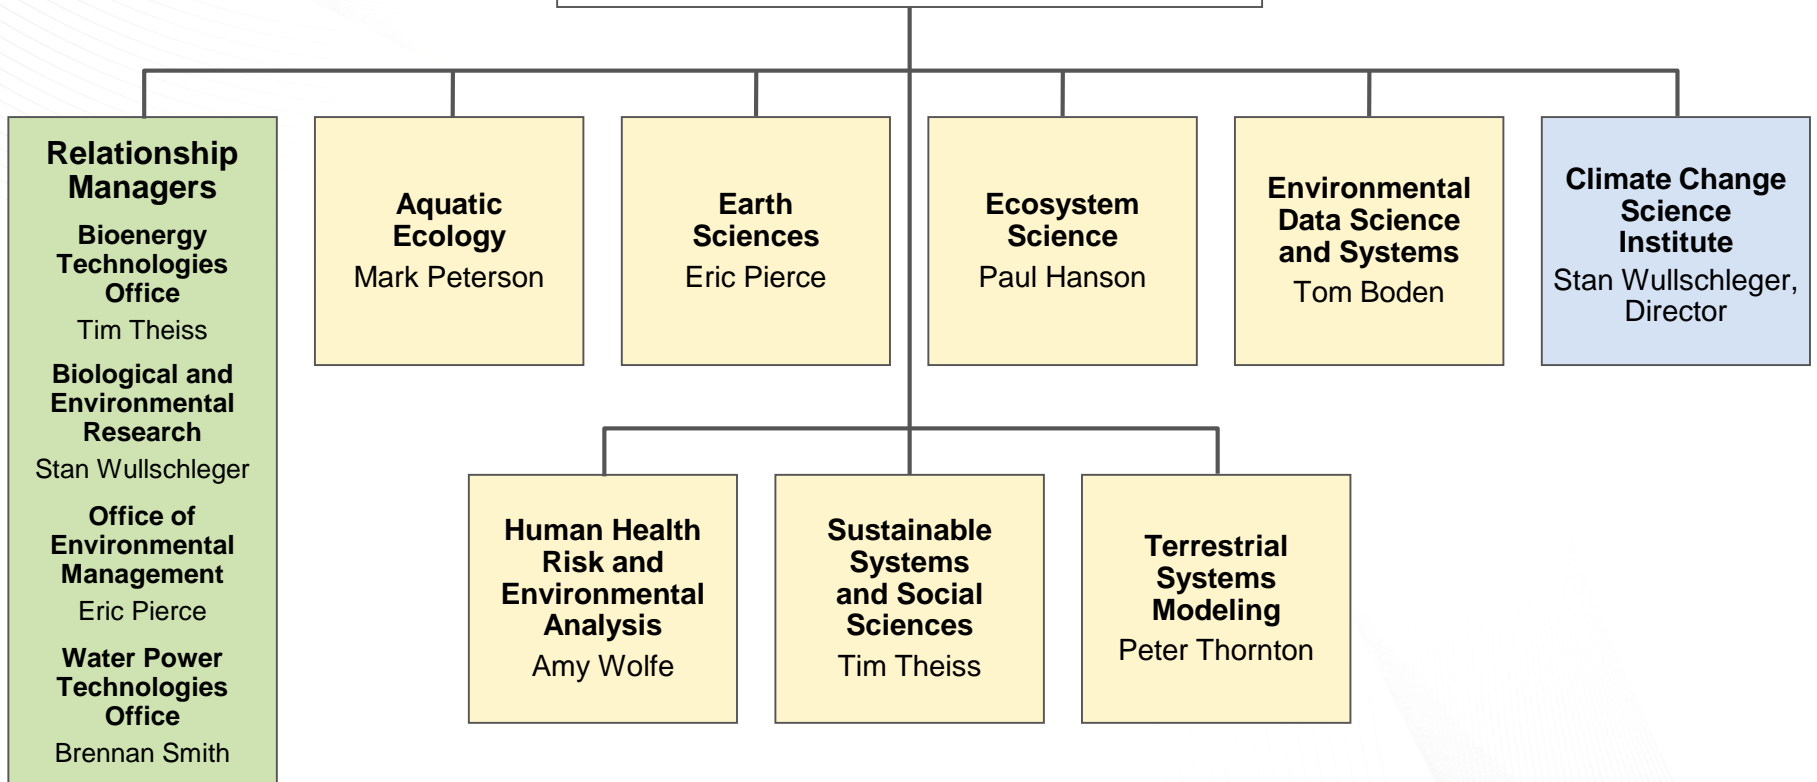 Relationship
Managers
Bioenergy
Technologies
Office
Tim Theiss
Biological and
Environmental
Research
Stan Wullschleger
Office of
Environmental
Management
Eric Pierce
Water Power
Technologies
Office
Brennan Smith
Aquatic
Ecology
Mark Peterson
Earth
Sciences
Eric Pierce
Ecosystem
Science
Paul Hanson
Environmental
Data Science
and Systems
Tom Boden
Climate Change
Science
Institute
Stan Wullschleger,
Director
Human Health
Risk and
Environmental
Analysis
Amy Wolfe
Sustainable
Systems
and Social
Sciences
Tim Theiss
Terrestrial
Systems
Modeling
Peter Thornton